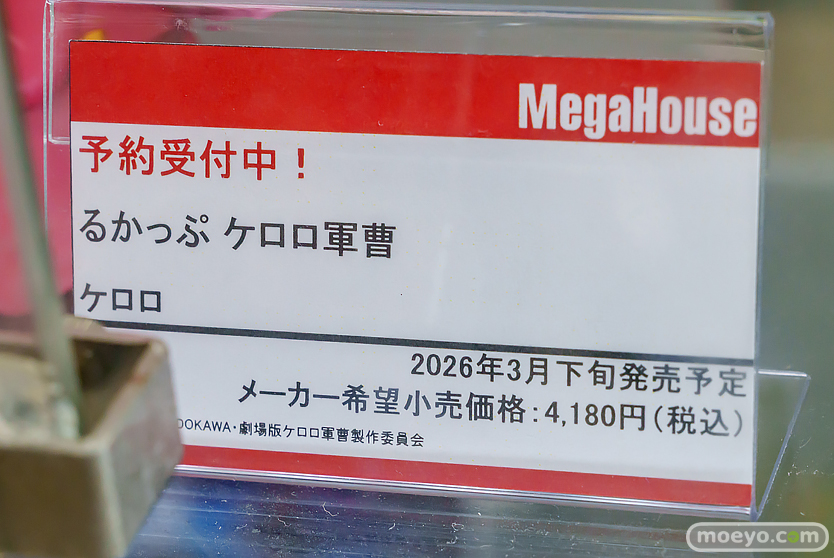 MegaHouse
予約受付中！
るかっぷ ケロロ軍曹
ケロロ
2026年3月下旬発売予定
メーカー希望小売価格：4,180円（税込）
DOKAWA・劇場版ケロロ軍曹製作委員会
moeyo.com